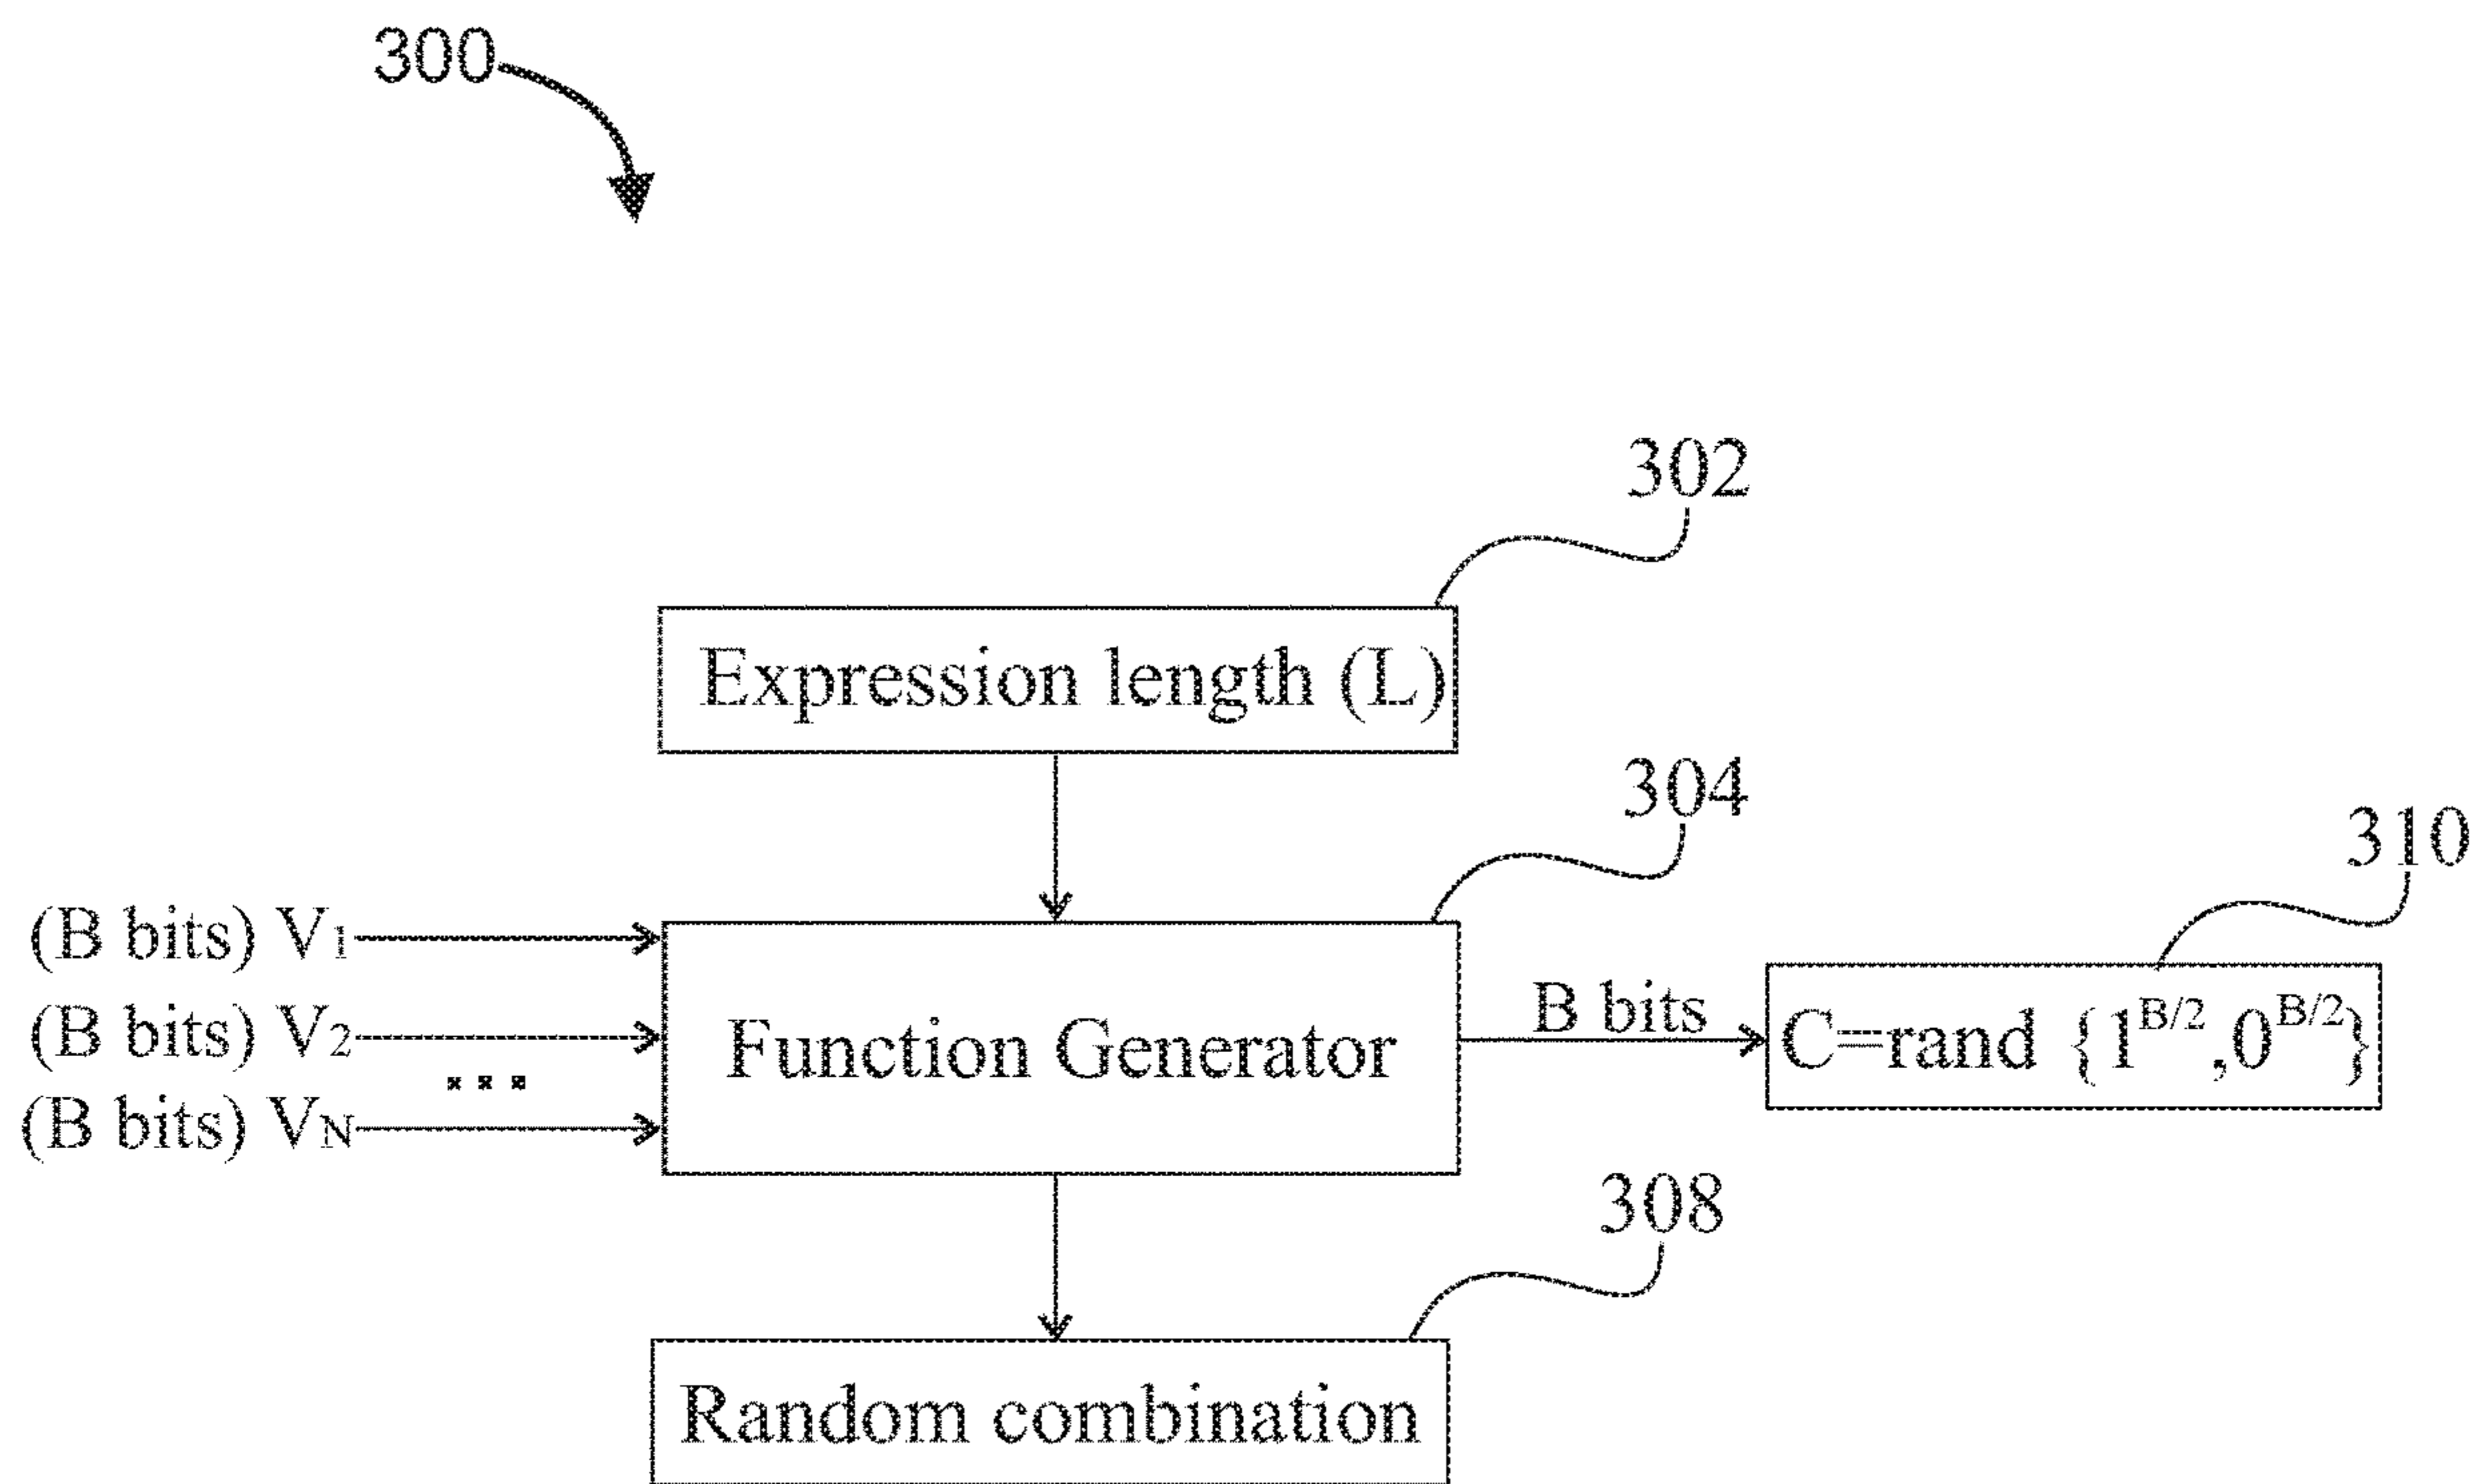 300
302
Expression length (L)
304
310
(B bits) V₁
(B bits) V₂
...
(B bits) V_N
Function Generator
B bits
C=rand {1^{B/2},0^{B/2}}
308
Random combination